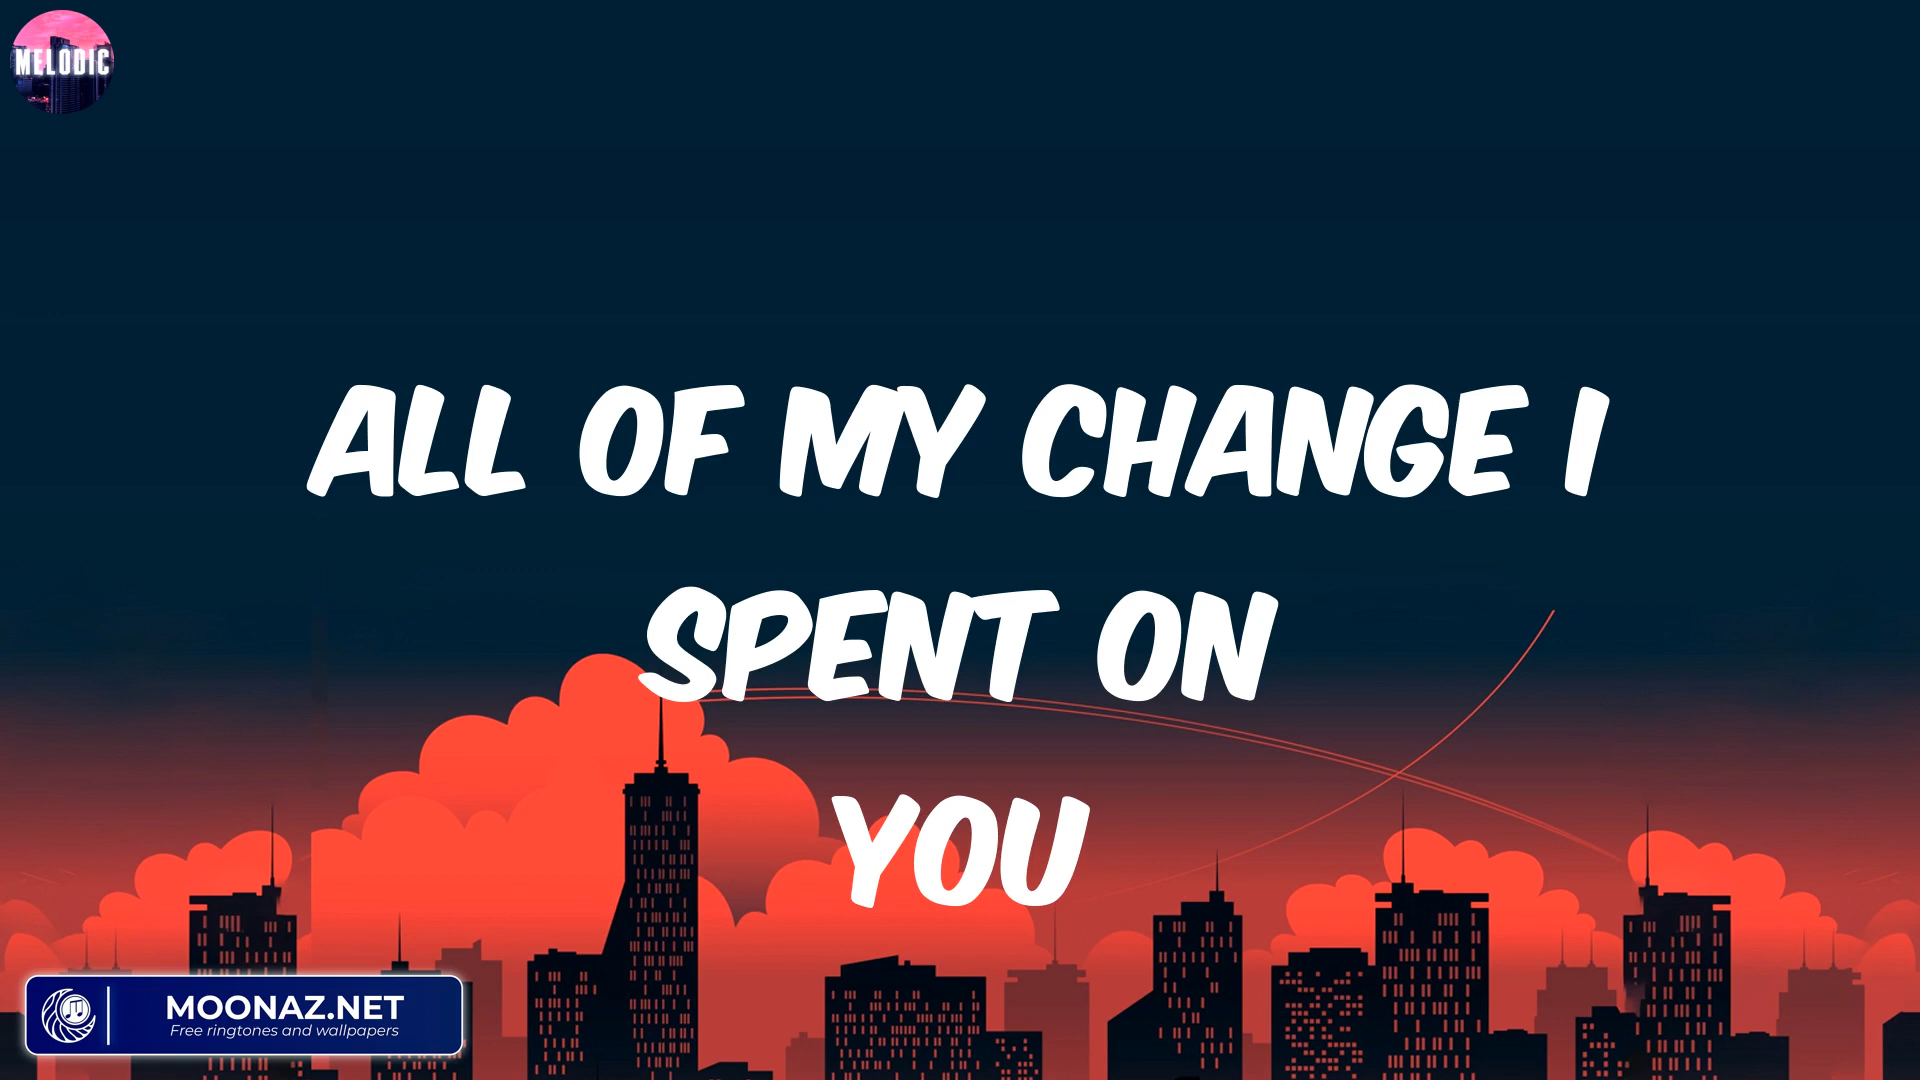 MELODIC
ALL OF MY CHANGE I
SPENT ON
YOU
MOONAZ.NET
Free ringtones and wallpapers